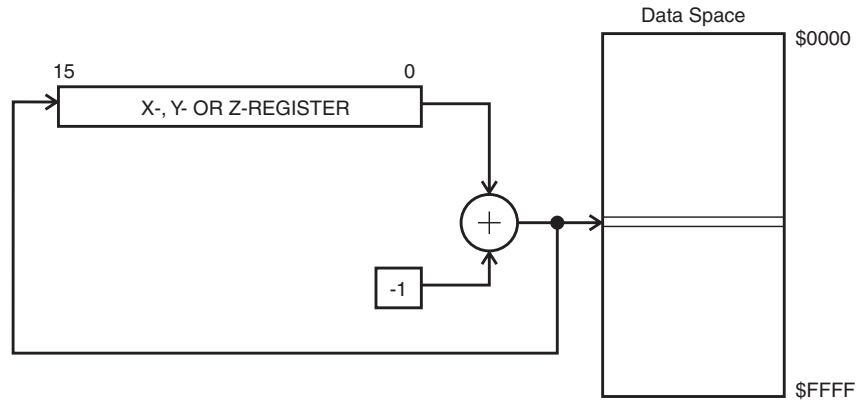 Data Space
$0000
15
0
X-, Y- OR Z-REGISTER
+
-1
$FFFF